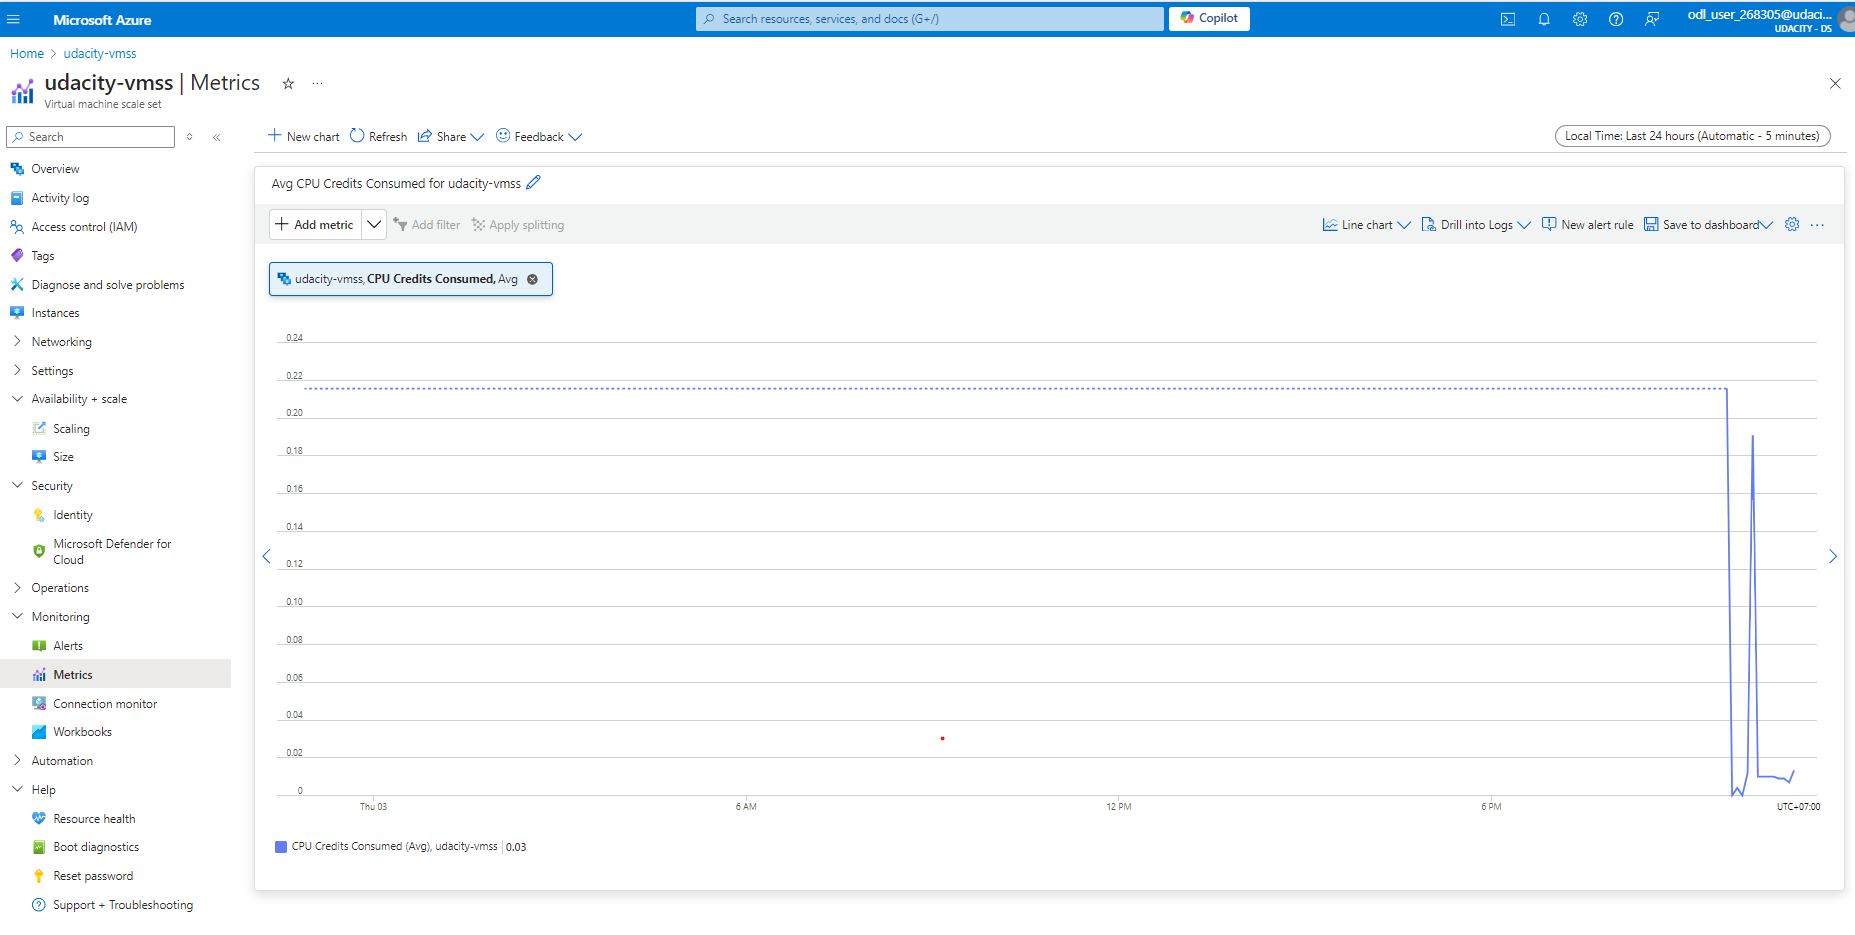 Microsoft Azure
Search resources, services, and docs (G+/)
Copilot
odl_user_268305@udaci...
UDACITY - DS
Home > udacity-vmss
udacity-vmss | Metrics
Virtual machine scale set
Search
New chart Refresh Share Feedback
Local Time: Last 24 hours (Automatic - 5 minutes)
Overview
Activity log
Access control (IAM)
Tags
Diagnose and solve problems
Instances
Networking
Settings
Availability + scale
Scaling
Size
Security
Identity
Microsoft Defender for
Cloud
Operations
Monitoring
Alerts
Metrics
Connection monitor
Workbooks
Automation
Help
Resource health
Boot diagnostics
Reset password
Support + Troubleshooting
Avg CPU Credits Consumed for udacity-vmss
Add metric Add filter Apply splitting
Line chart Drill into Logs New alert rule Save to dashboard ...
udacity-vmss, CPU Credits Consumed, Avg
0.24
0.22
0.20
0.18
0.16
0.14
0.12
0.10
0.08
0.06
0.04
0.02
0
Thu 03 6 AM 12 PM 6 PM UTC+07:00
CPU Credits Consumed (Avg), udacity-vmss | 0.03